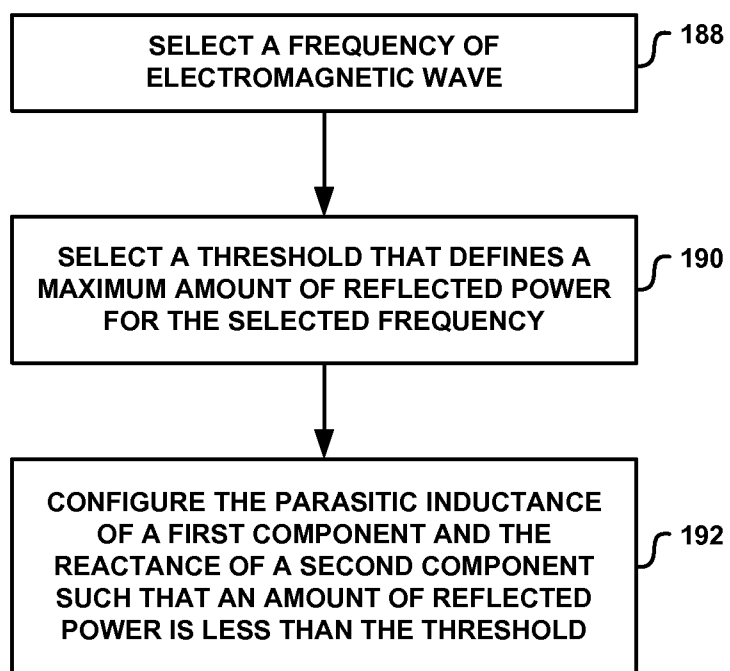 SELECT A FREQUENCY OF
ELECTROMAGNETIC WAVE
188
SELECT A THRESHOLD THAT DEFINES A
MAXIMUM AMOUNT OF REFLECTED POWER
FOR THE SELECTED FREQUENCY
190
CONFIGURE THE PARASITIC INDUCTANCE
OF A FIRST COMPONENT AND THE
REACTANCE OF A SECOND COMPONENT
SUCH THAT AN AMOUNT OF REFLECTED
POWER IS LESS THAN THE THRESHOLD
192